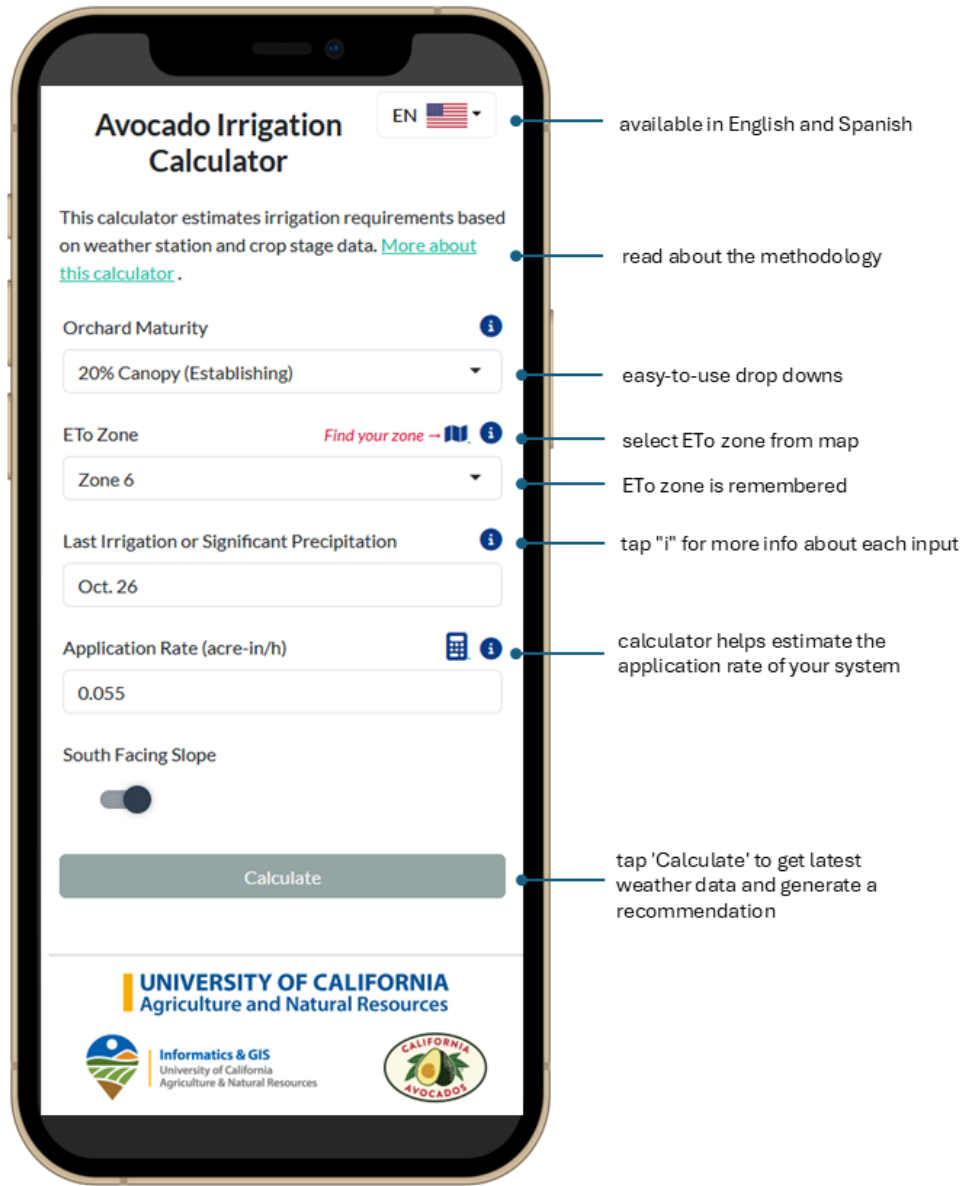 Avocado Irrigation
Calculator
EN
available in English and Spanish
This calculator estimates irrigation requirements based
on weather station and crop stage data. More about
this calculator .
read about the methodology
Orchard Maturity
20% Canopy (Establishing)
easy-to-use drop downs
ETo Zone
Find your zone →
select ETo zone from map
Zone 6
ETo zone is remembered
Last Irrigation or Significant Precipitation
tap "i" for more info about each input
Oct. 26
Application Rate (acre-in/h)
calculator helps estimate the
application rate of your system
0.055
South Facing Slope
Calculate
tap 'Calculate' to get latest
weather data and generate a
recommendation
UNIVERSITY OF CALIFORNIA
Agriculture and Natural Resources
Informatics & GIS
University of California
Agriculture & Natural Resources
CALIFORNIA
AVOCADOS